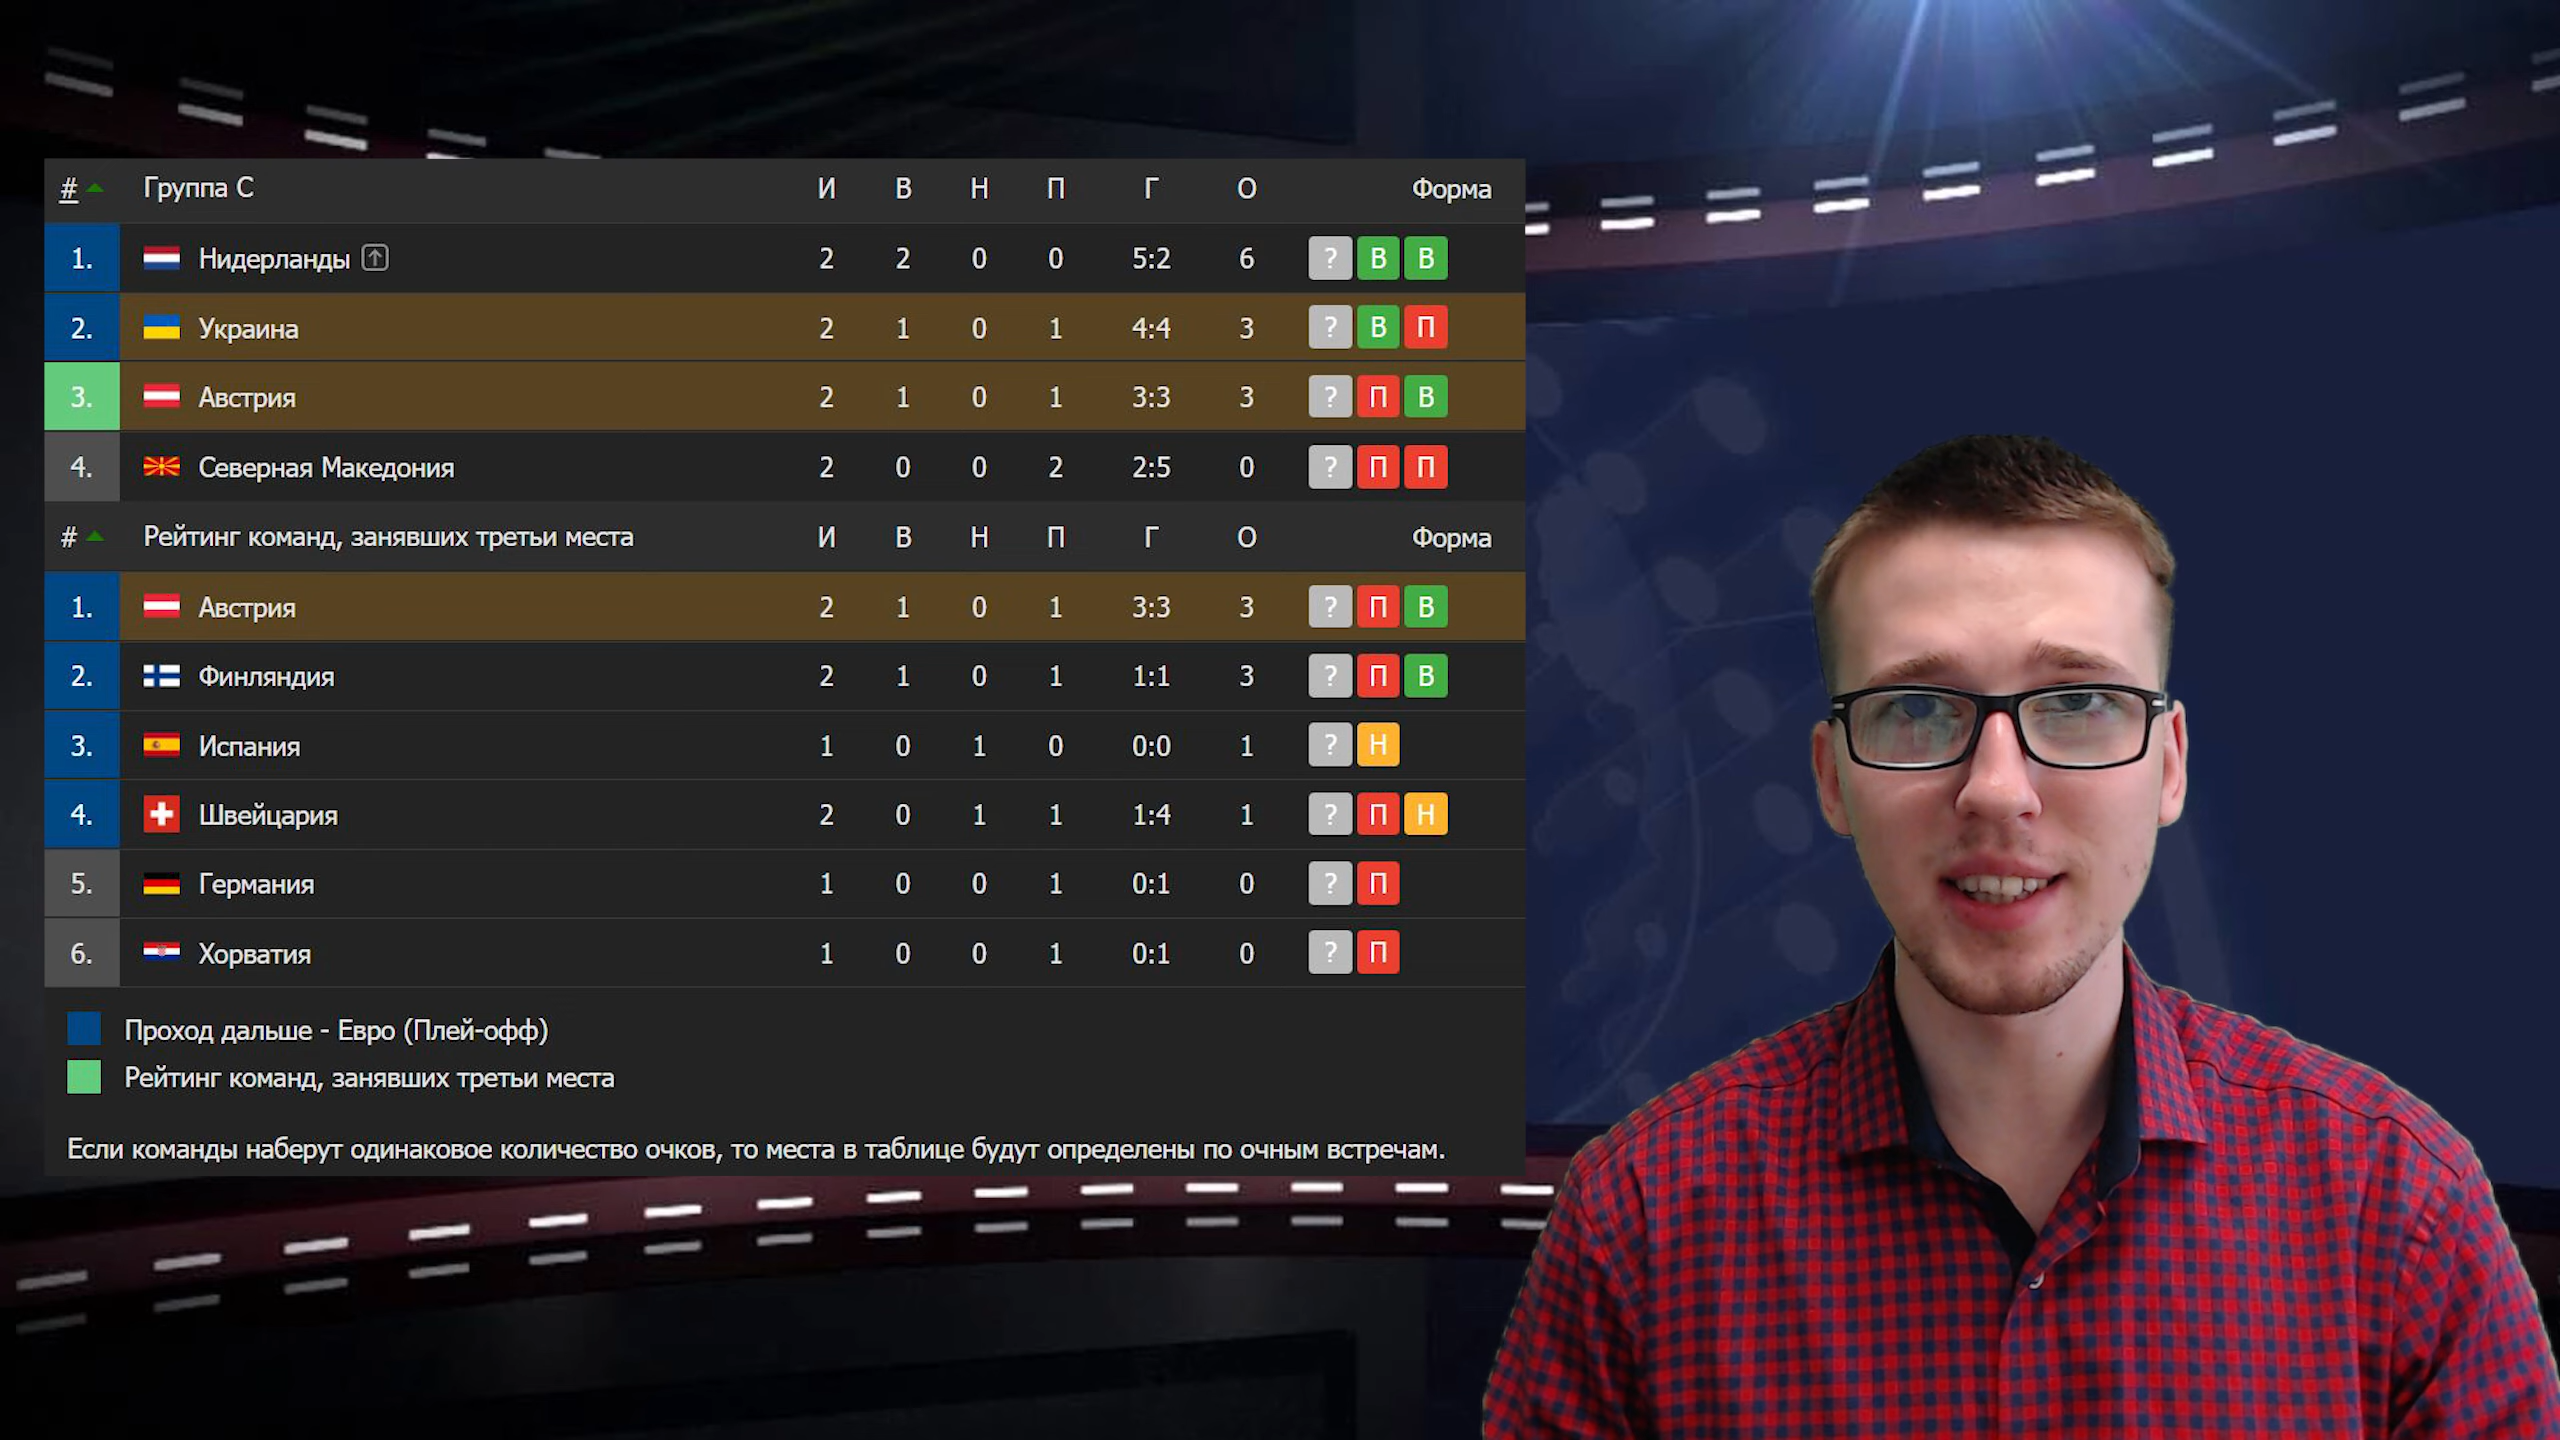 # Группа C И В Н П Г О Форма
1. Нидерланды 2 2 0 0 5:2 6 ? В В
2. Украина 2 1 0 1 4:4 3 ? В П
3. Австрия 2 1 0 1 3:3 3 ? П В
4. Северная Македония 2 0 0 2 2:5 0 ? П П
# Рейтинг команд, занявших третьи места И В Н П Г О Форма
1. Австрия 2 1 0 1 3:3 3 ? П В
2. Финляндия 2 1 0 1 1:1 3 ? П В
3. Испания 1 0 1 0 0:0 1 ? Н
4. Швейцария 2 0 1 1 1:4 1 ? П Н
5. Германия 1 0 0 1 0:1 0 ? П
6. Хорватия 1 0 0 1 0:1 0 ? П
Проход дальше - Евро (Плей-офф)
Рейтинг команд, занявших третьи места
Если команды наберут одинаковое количество очков, то места в таблице будут определены по очным встречам.